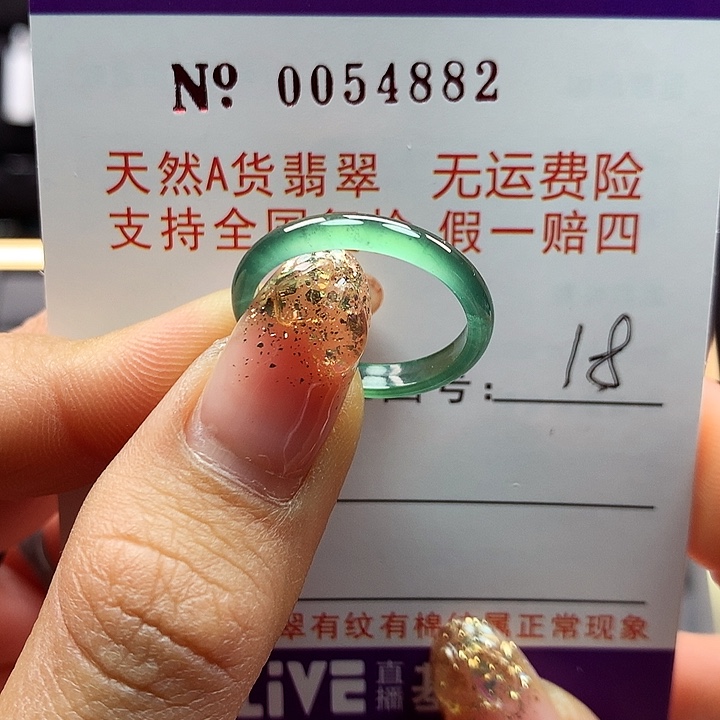 Nº 0054882
天然A货翡翠 无运费险
支持全国 假一赔四
号: 18
翠有纹有棉 属正常现象
LiVE 直播基